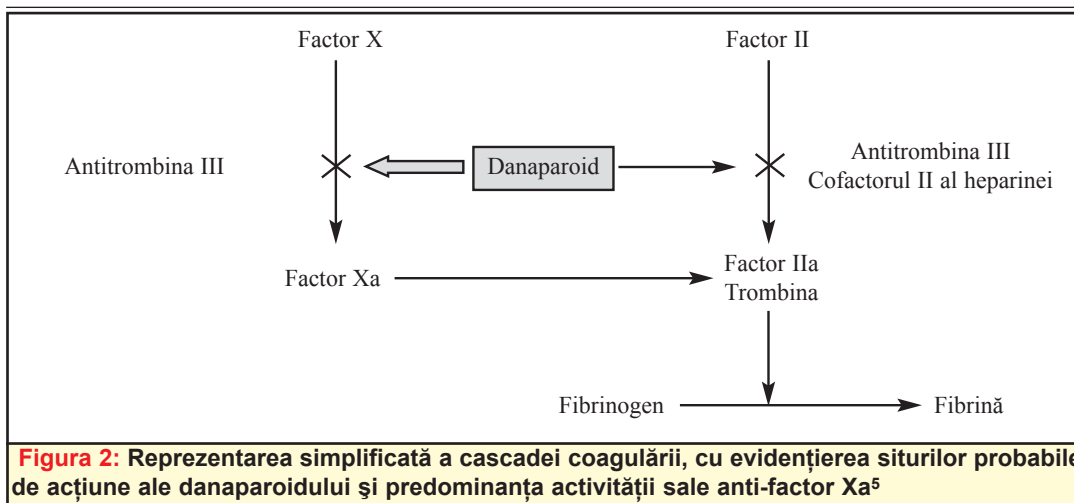 Factor X
Factor II
Antitrombina III
Danaparoid
Antitrombina III
Cofactorul II al heparinei
Factor Xa
Factor IIa
Trombina
Fibrinogen
Fibrină
Figura 2: Reprezentarea simplificată a cascadei coagulării, cu evidențierea siturilor probabile
de acțiune ale danaparoidului şi predominanța activității sale anti-factor Xa⁵